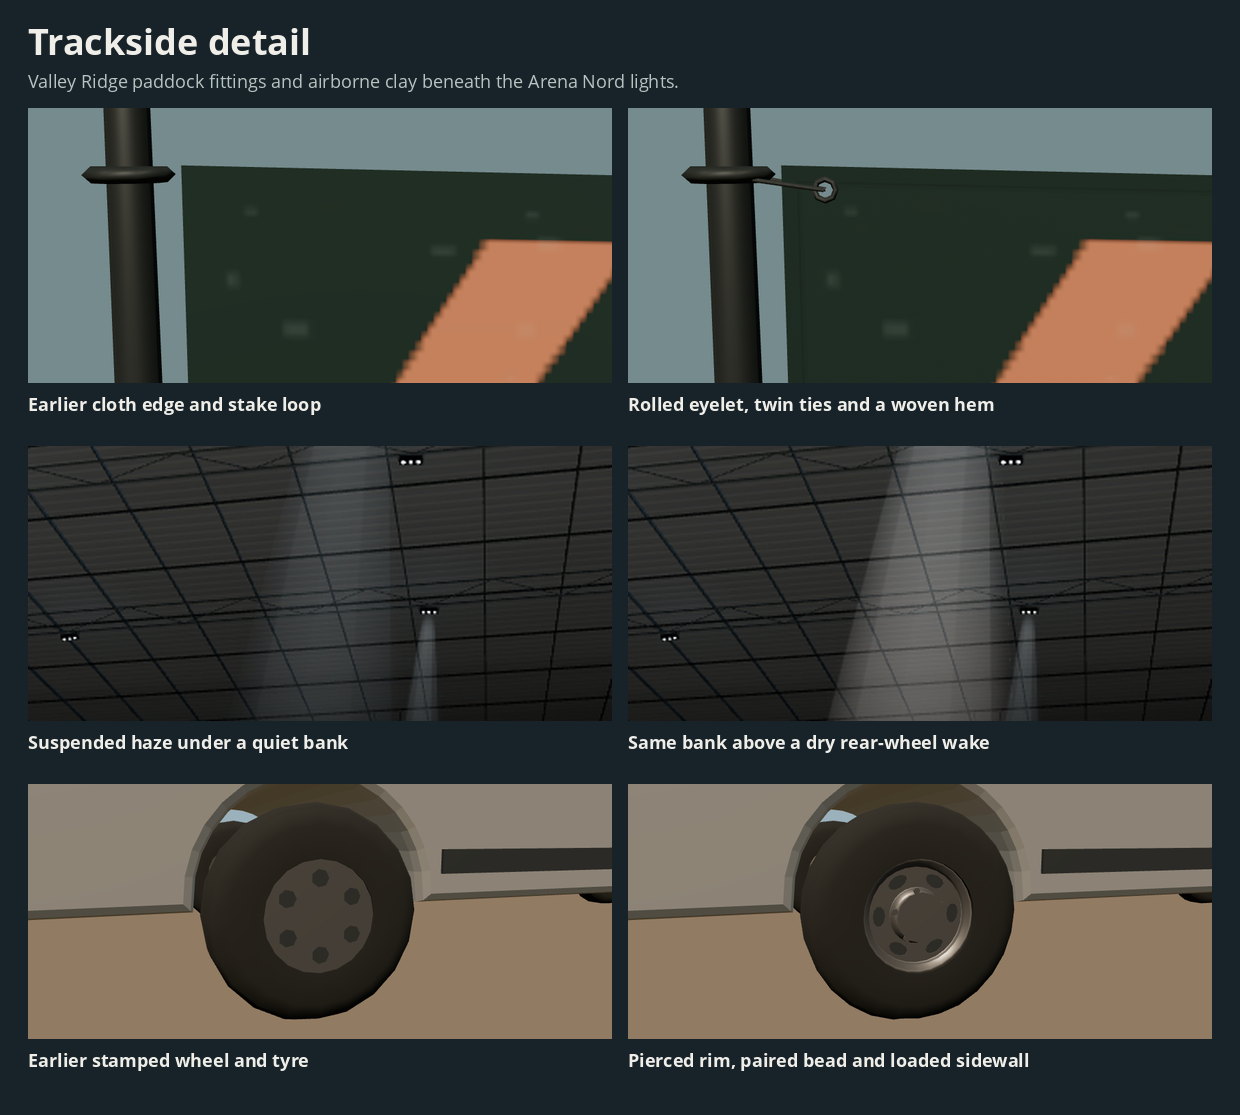 Trackside detail
Valley Ridge paddock fittings and airborne clay beneath the Arena Nord lights.
Earlier cloth edge and stake loop
Rolled eyelet, twin ties and a woven hem
Suspended haze under a quiet bank
Same bank above a dry rear-wheel wake
Earlier stamped wheel and tyre
Pierced rim, paired bead and loaded sidewall